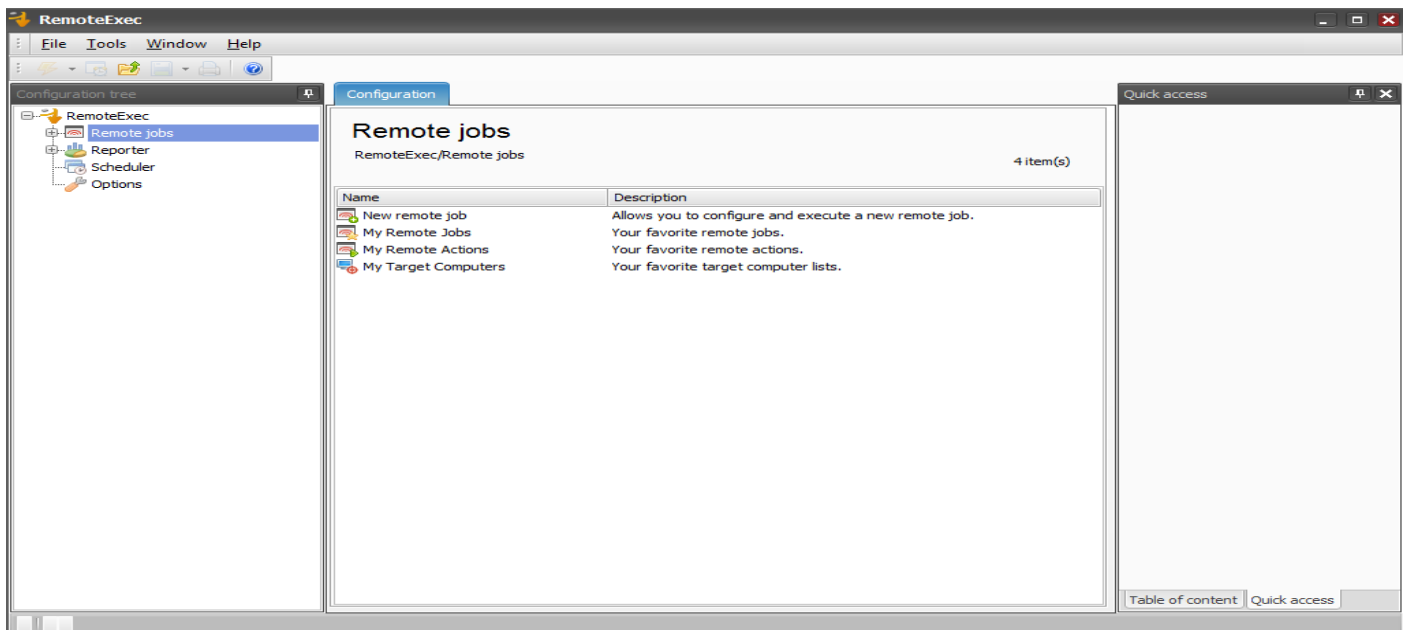 RemoteExec
File Tools Window Help
Configuration tree
RemoteExec
Remote jobs
Reporter
Scheduler
Options
Configuration
Remote jobs
RemoteExec/Remote jobs
4 item(s)
Name Description
New remote job Allows you to configure and execute a new remote job.
My Remote Jobs Your favorite remote jobs.
My Remote Actions Your favorite remote actions.
My Target Computers Your favorite target computer lists.
Quick access
Table of content Quick access